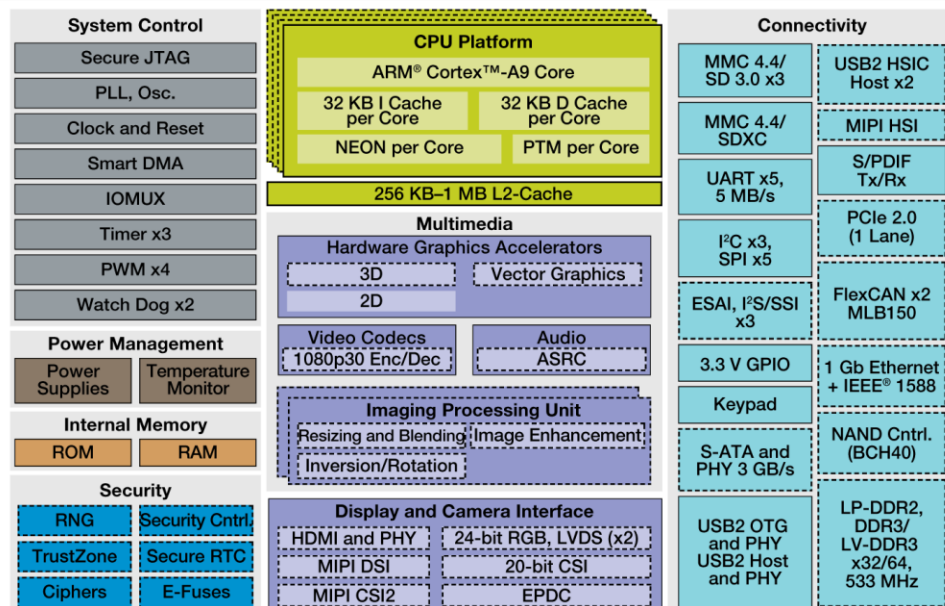 System Control
Secure JTAG
PLL, Osc.
Clock and Reset
Smart DMA
IOMUX
Timer x3
PWM x4
Watch Dog x2
Power Management
Power
Supplies
Temperature
Monitor
Internal Memory
ROM
RAM
Security
RNG
Security Cntrl.
TrustZone
Secure RTC
Ciphers
E-Fuses
CPU Platform
ARM® Cortex™-A9 Core
32 KB I Cache
per Core
32 KB D Cache
per Core
NEON per Core
PTM per Core
256 KB–1 MB L2-Cache
Multimedia
Hardware Graphics Accelerators
3D
Vector Graphics
2D
Video Codecs
1080p30 Enc/Dec
Audio
ASRC
Imaging Processing Unit
Resizing and Blending
Image Enhancement
Inversion/Rotation
Display and Camera Interface
HDMI and PHY
24-bit RGB, LVDS (x2)
MIPI DSI
20-bit CSI
MIPI CSI2
EPDC
Connectivity
MMC 4.4/
SD 3.0 x3
MMC 4.4/
SDXC
UART x5,
5 MB/s
I²C x3,
SPI x5
ESAI, I²S/SSI
x3
3.3 V GPIO
Keypad
S-ATA and
PHY 3 GB/s
USB2 OTG
and PHY
USB2 Host
and PHY
USB2 HSIC
Host x2
MIPI HSI
S/PDIF
Tx/Rx
PCIe 2.0
(1 Lane)
FlexCAN x2
MLB150
1 Gb Ethernet
+ IEEE® 1588
NAND Cntrl.
(BCH40)
LP-DDR2,
DDR3/
LV-DDR3
x32/64,
533 MHz